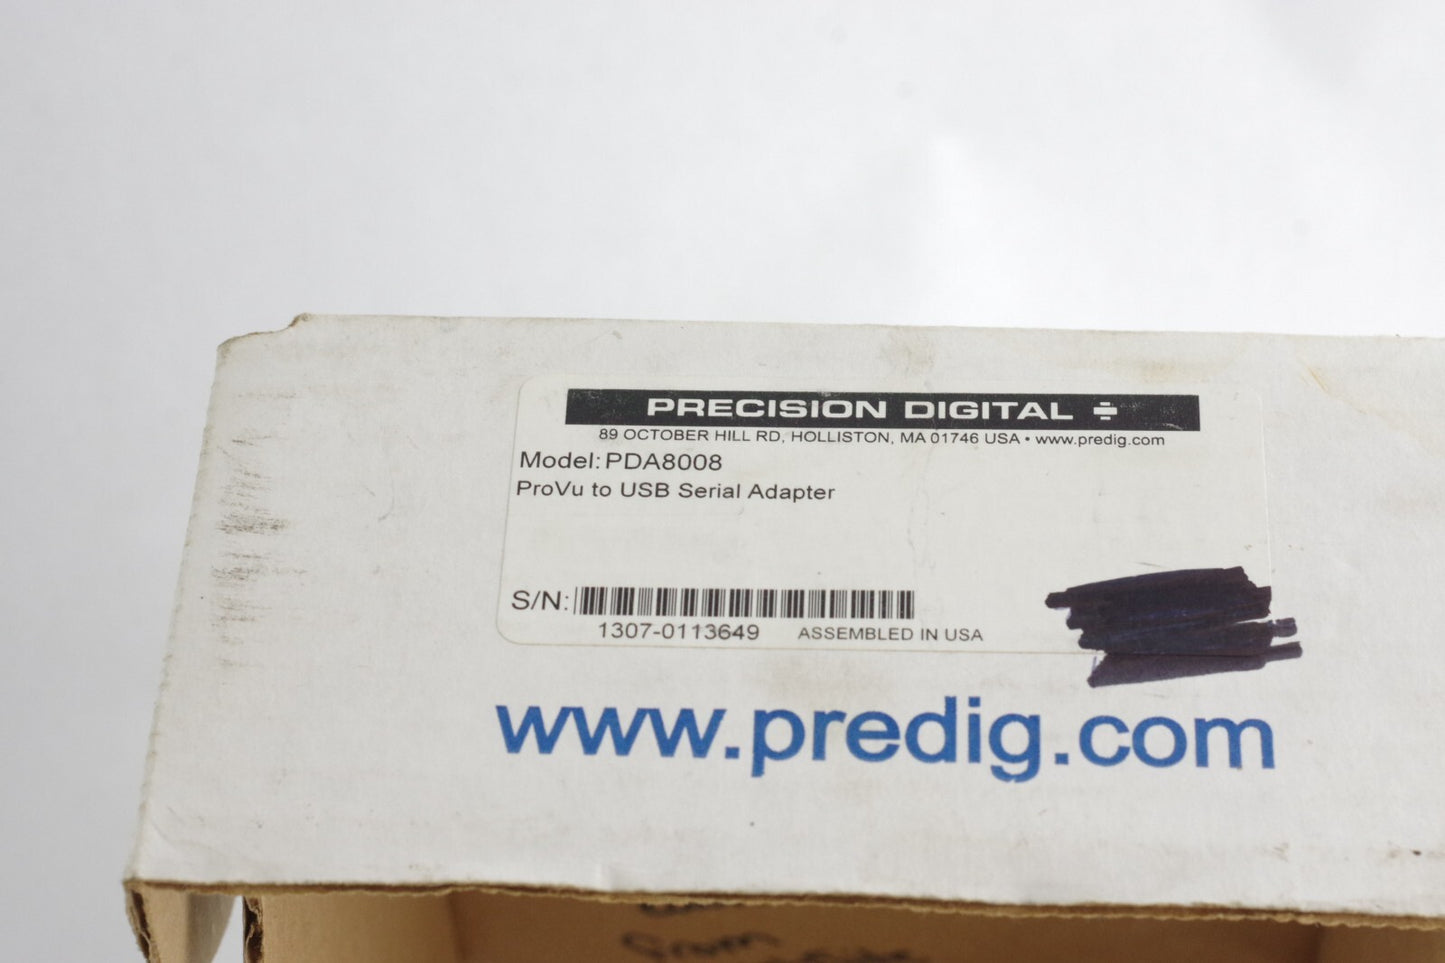 PRECISION DIGITAL
89 OCTOBER HILL RD, HOLLISTON, MA 01746 USA • www.predig.com
Model: PDA8008
ProVu to USB Serial Adapter
S/N:
1307-0113649 ASSEMBLED IN USA
www.predig.com